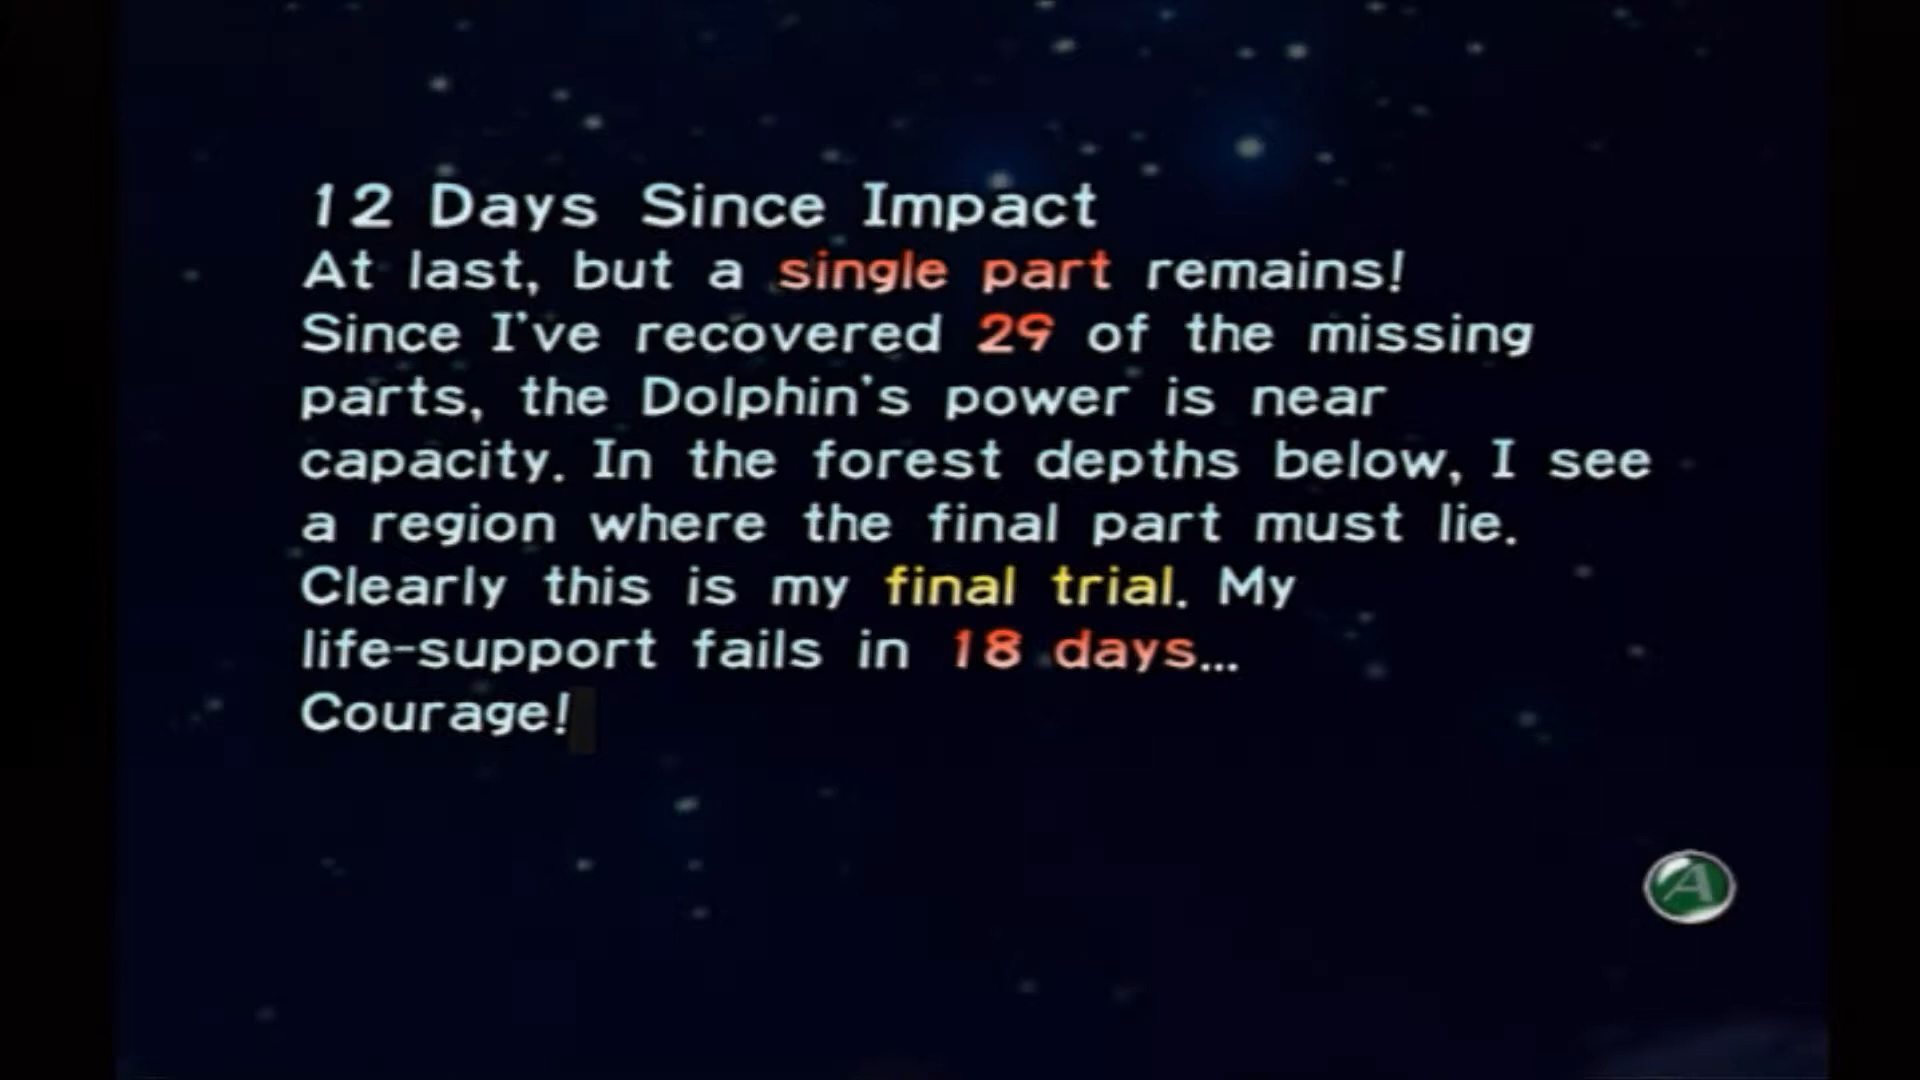 12 Days Since Impact
At last, but a single part remains!
Since I've recovered 29 of the missing
parts, the Dolphin's power is near
capacity. In the forest depths below, I see
a region where the final part must lie.
Clearly this is my final trial. My
life-support fails in 18 days...
Courage!
A